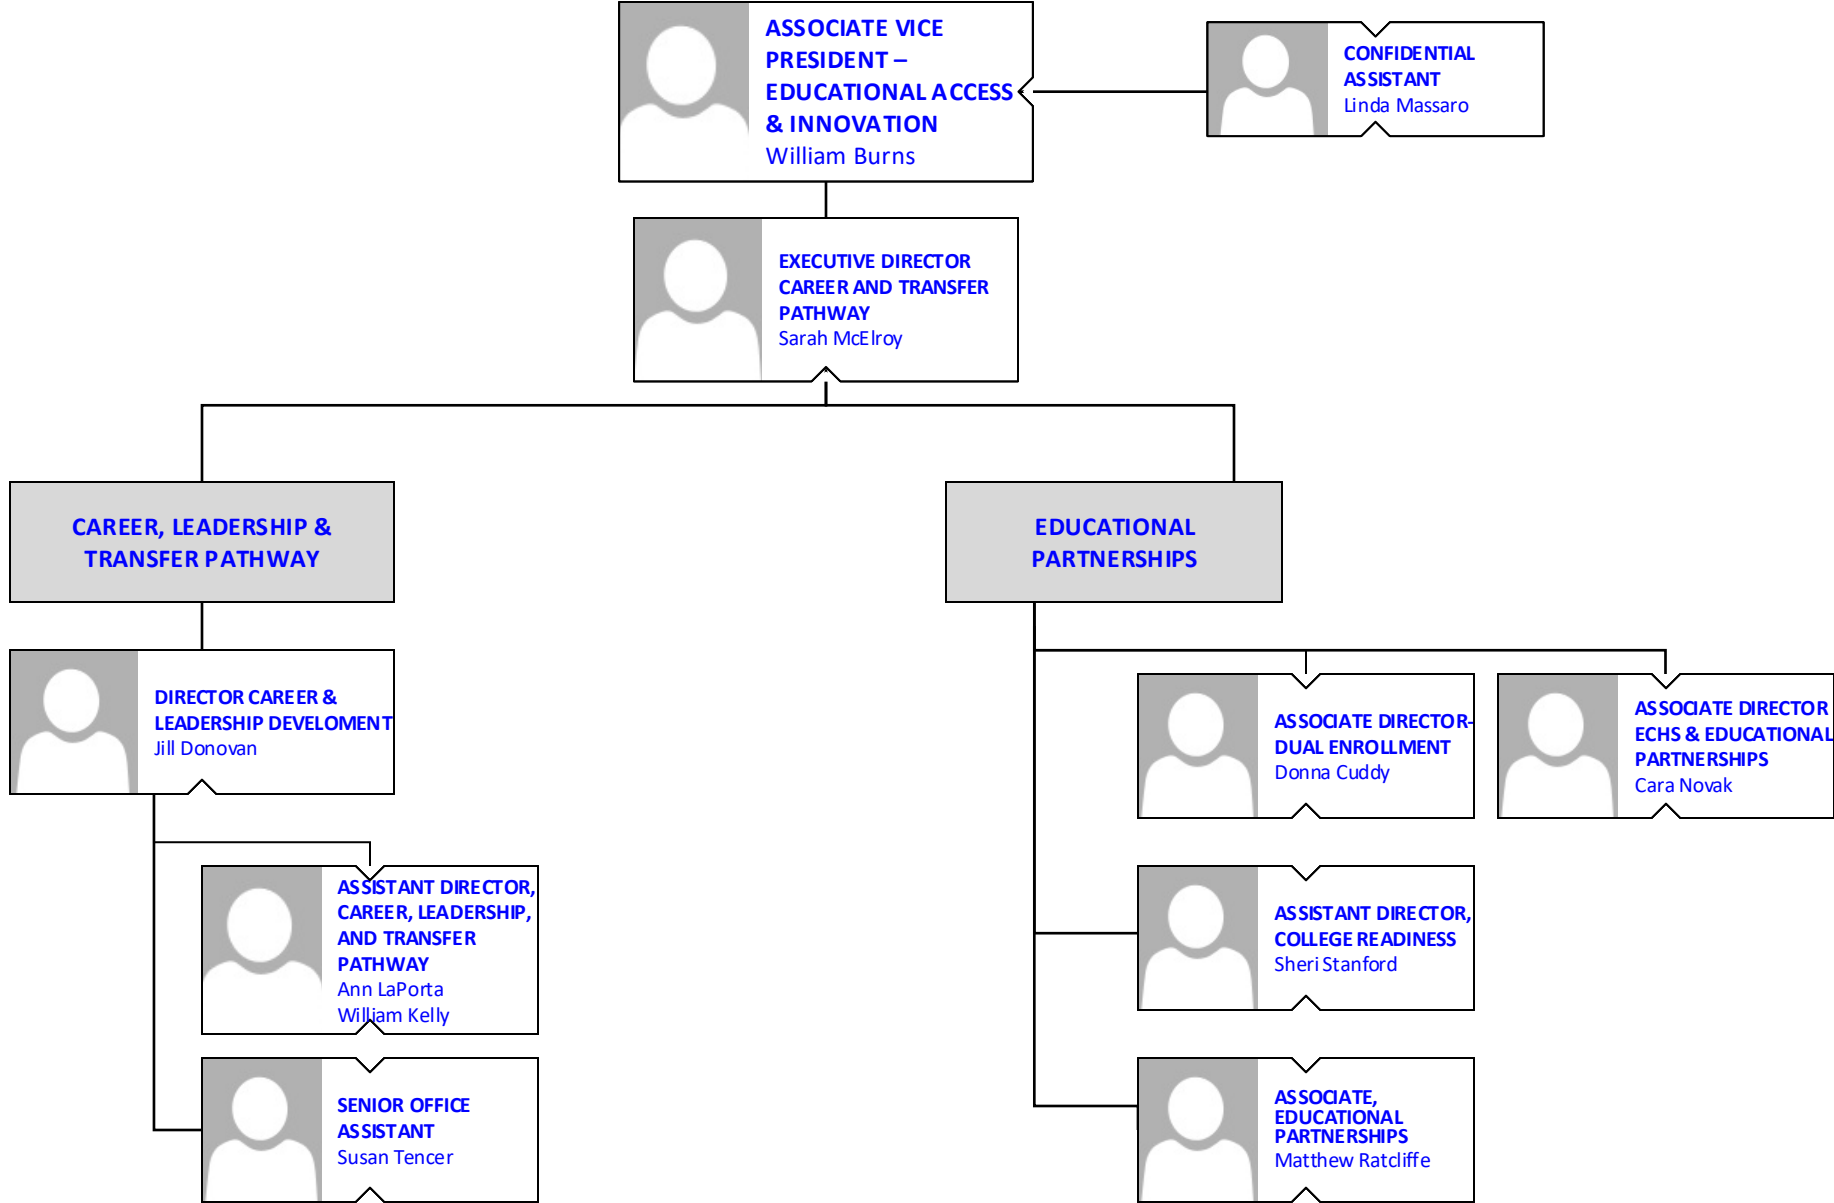 ASSOCIATE VICE
PRESIDENT –
EDUCATIONAL ACCESS
& INNOVATION
William Burns
CONFIDENTIAL
ASSISTANT
Linda Massaro
EXECUTIVE DIRECTOR
CAREER AND TRANSFER
PATHWAY
Sarah McElroy
CAREER, LEADERSHIP &
TRANSFER PATHWAY
EDUCATIONAL
PARTNERSHIPS
DIRECTOR CAREER &
LEADERSHIP DEVELOMENT
Jill Donovan
ASSOCIATE DIRECTOR-
DUAL ENROLLMENT
Donna Cuddy
ASSOCIATE DIRECTOR
ECHS & EDUCATIONAL
PARTNERSHIPS
Cara Novak
ASSISTANT DIRECTOR,
CAREER, LEADERSHIP,
AND TRANSFER
PATHWAY
Ann LaPorta
William Kelly
ASSISTANT DIRECTOR,
COLLEGE READINESS
Sheri Stanford
SENIOR OFFICE
ASSISTANT
Susan Tencer
ASSOCIATE,
EDUCATIONAL
PARTNERSHIPS
Matthew Ratcliffe